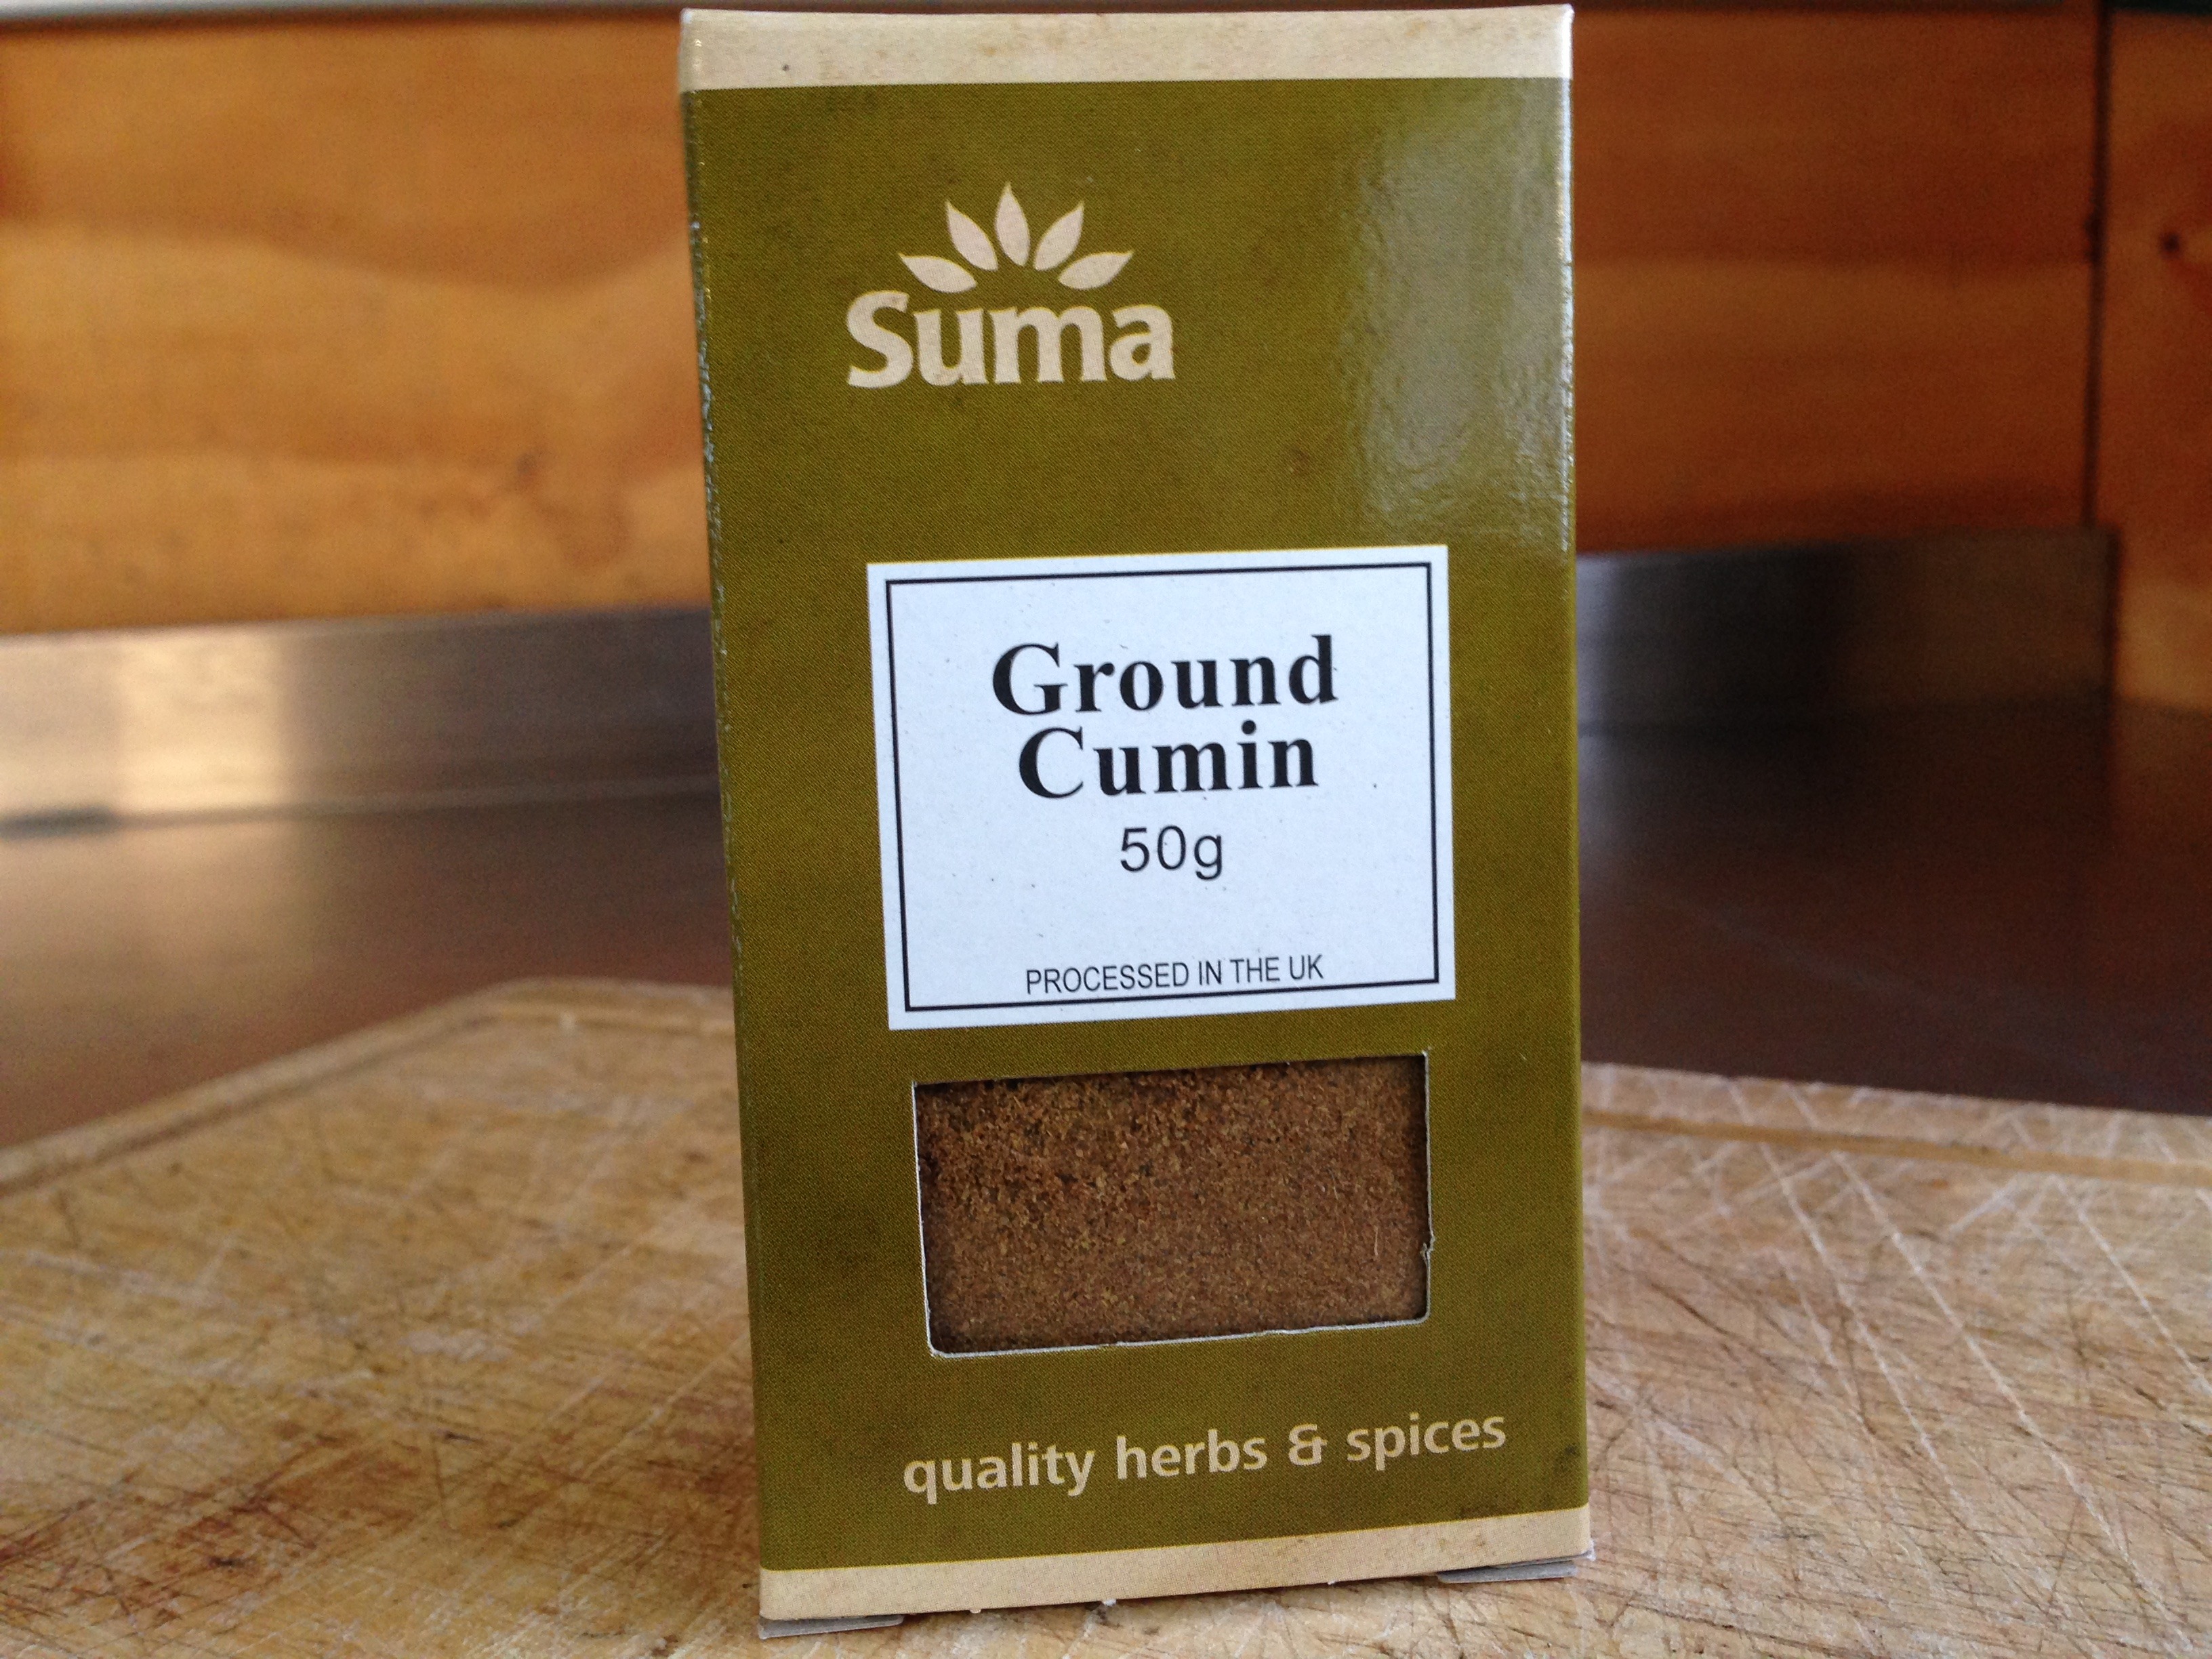 Suma
Ground
Cumin
50g
PROCESSED IN THE UK
quality herbs & spices